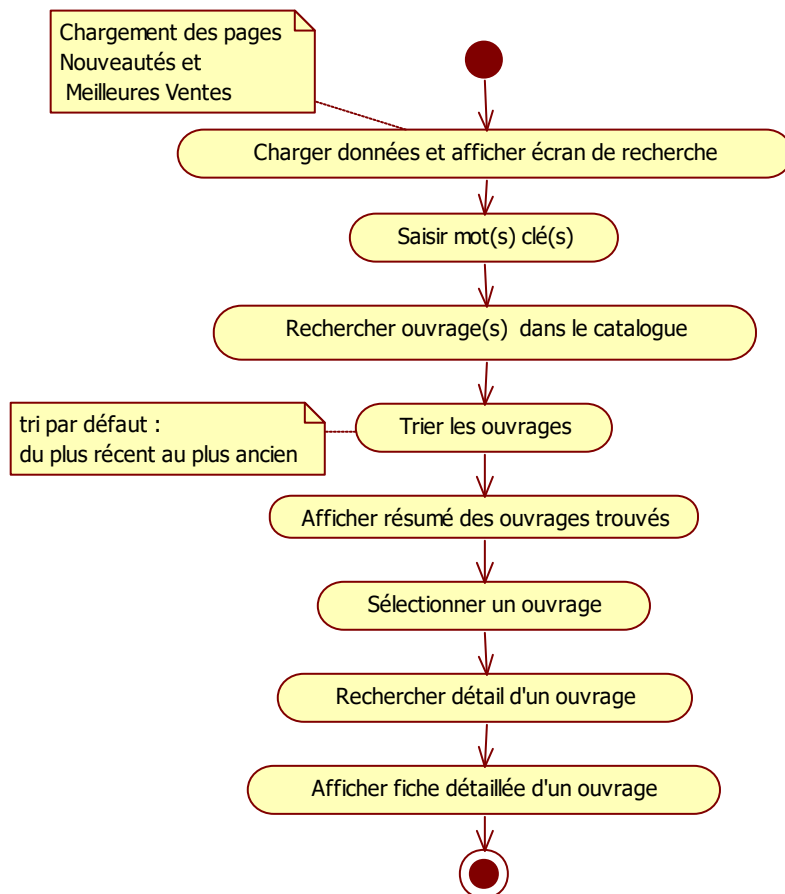 Chargement des pages
Nouveautés et
Meilleures Ventes
Charger données et afficher écran de recherche
Saisir mot(s) clé(s)
Rechercher ouvrage(s) dans le catalogue
tri par défaut :
du plus récent au plus ancien
Trier les ouvrages
Afficher résumé des ouvrages trouvés
Sélectionner un ouvrage
Rechercher détail d'un ouvrage
Afficher fiche détaillée d'un ouvrage